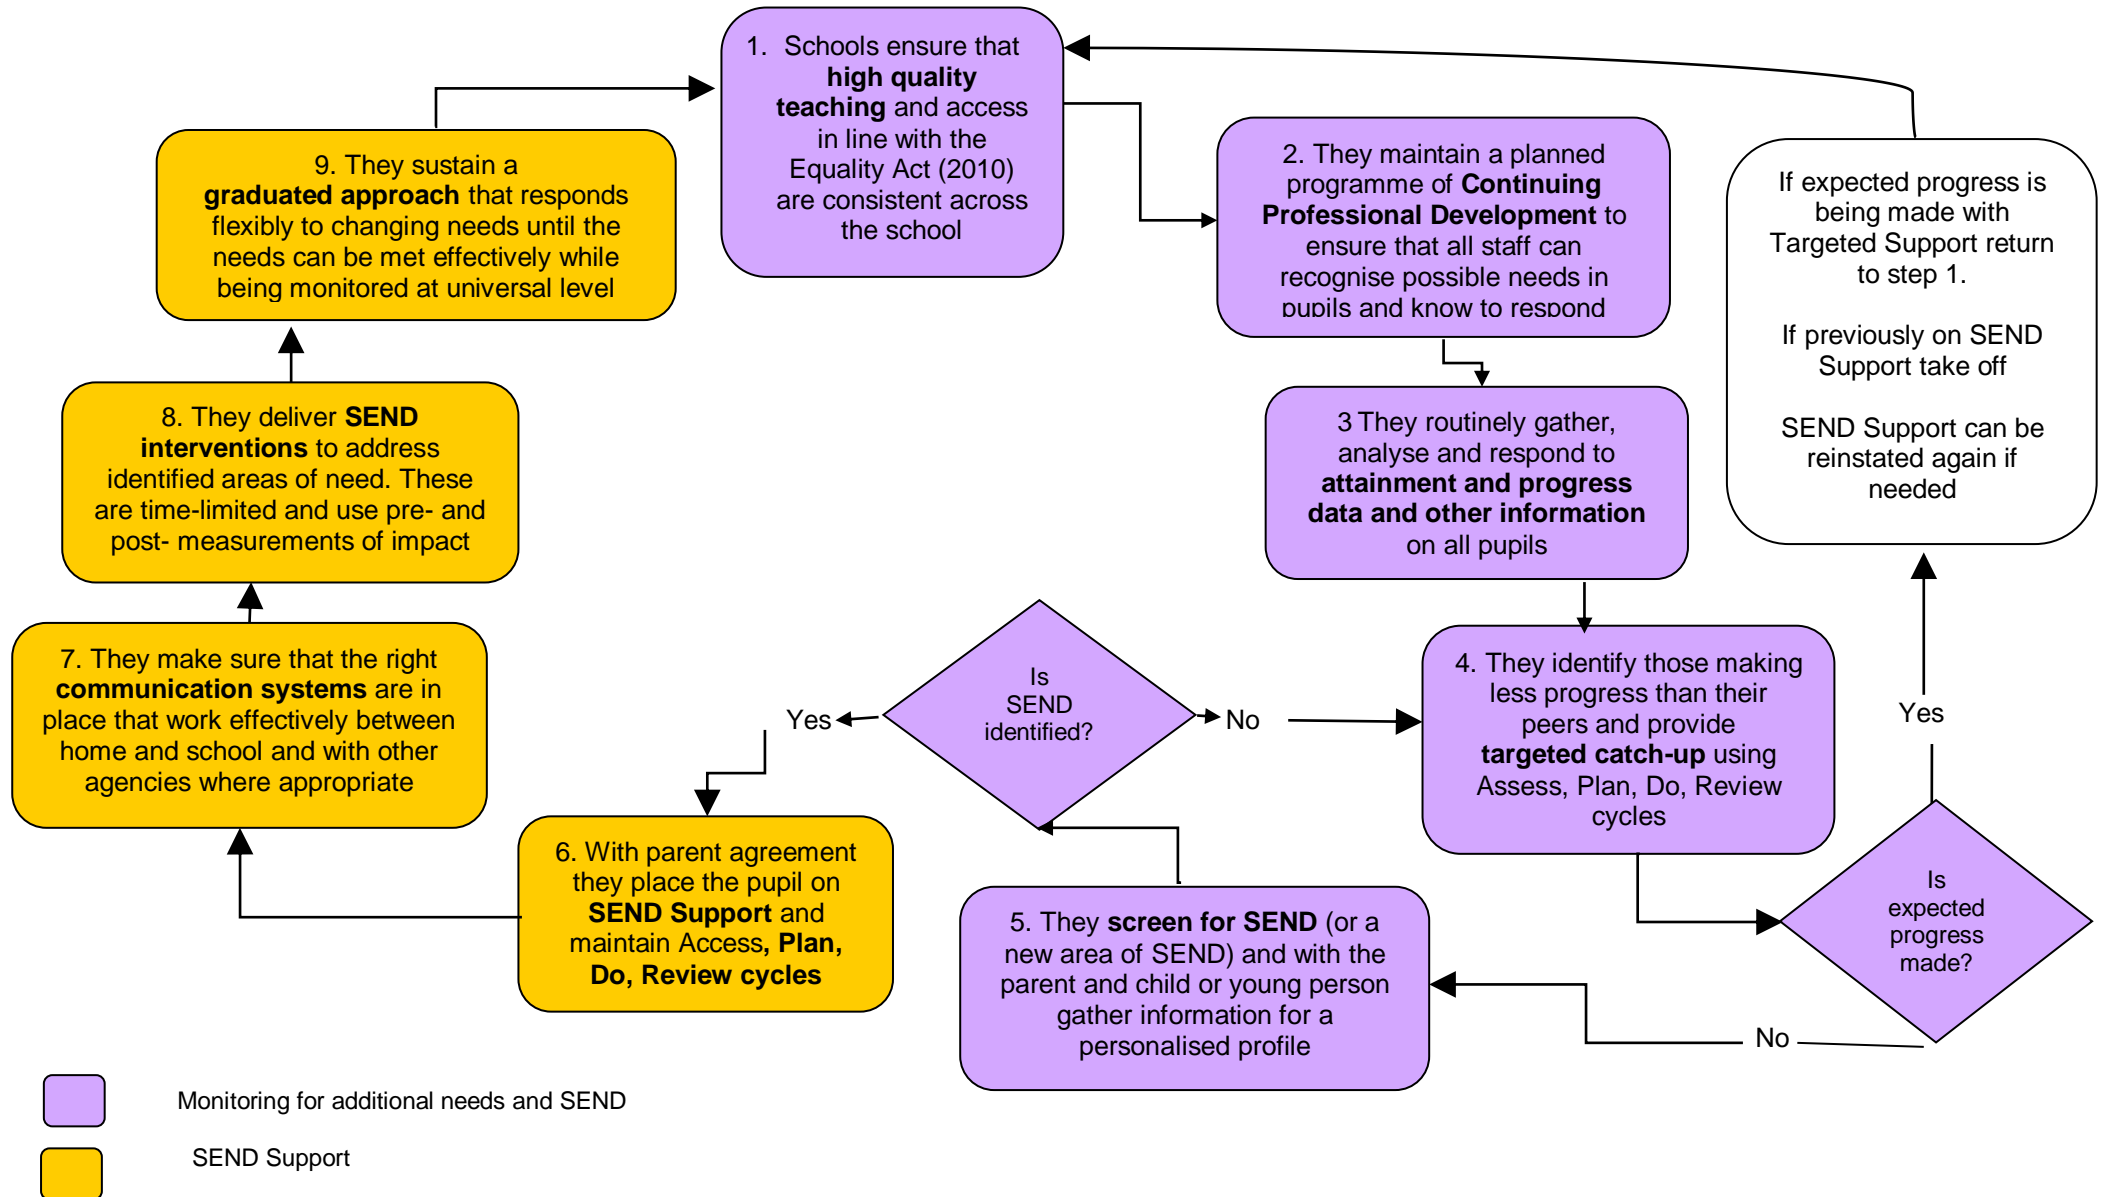 1. Schools ensure that
high quality
teaching and access
in line with the
Equality Act (2010)
are consistent across
the school
2. They maintain a planned
programme of Continuing
Professional Development to
ensure that all staff can
recognise possible needs in
pupils and know to respond
3 They routinely gather,
analyse and respond to
attainment and progress
data and other information
on all pupils
4. They identify those making
less progress than their
peers and provide
targeted catch-up using
Assess, Plan, Do, Review
cycles
Is
expected
progress
made?
Yes
If expected progress is
being made with
Targeted Support return
to step 1.
If previously on SEND
Support take off
SEND Support can be
reinstated again if
needed
No
5. They screen for SEND (or a
new area of SEND) and with the
parent and child or young person
gather information for a
personalised profile
Is
SEND
identified?
No
Yes
6. With parent agreement
they place the pupil on
SEND Support and
maintain Access, Plan,
Do, Review cycles
7. They make sure that the right
communication systems are in
place that work effectively between
home and school and with other
agencies where appropriate
8. They deliver SEND
interventions to address
identified areas of need. These
are time-limited and use pre- and
post- measurements of impact
9. They sustain a
graduated approach that responds
flexibly to changing needs until the
needs can be met effectively while
being monitored at universal level
Monitoring for additional needs and SEND
SEND Support